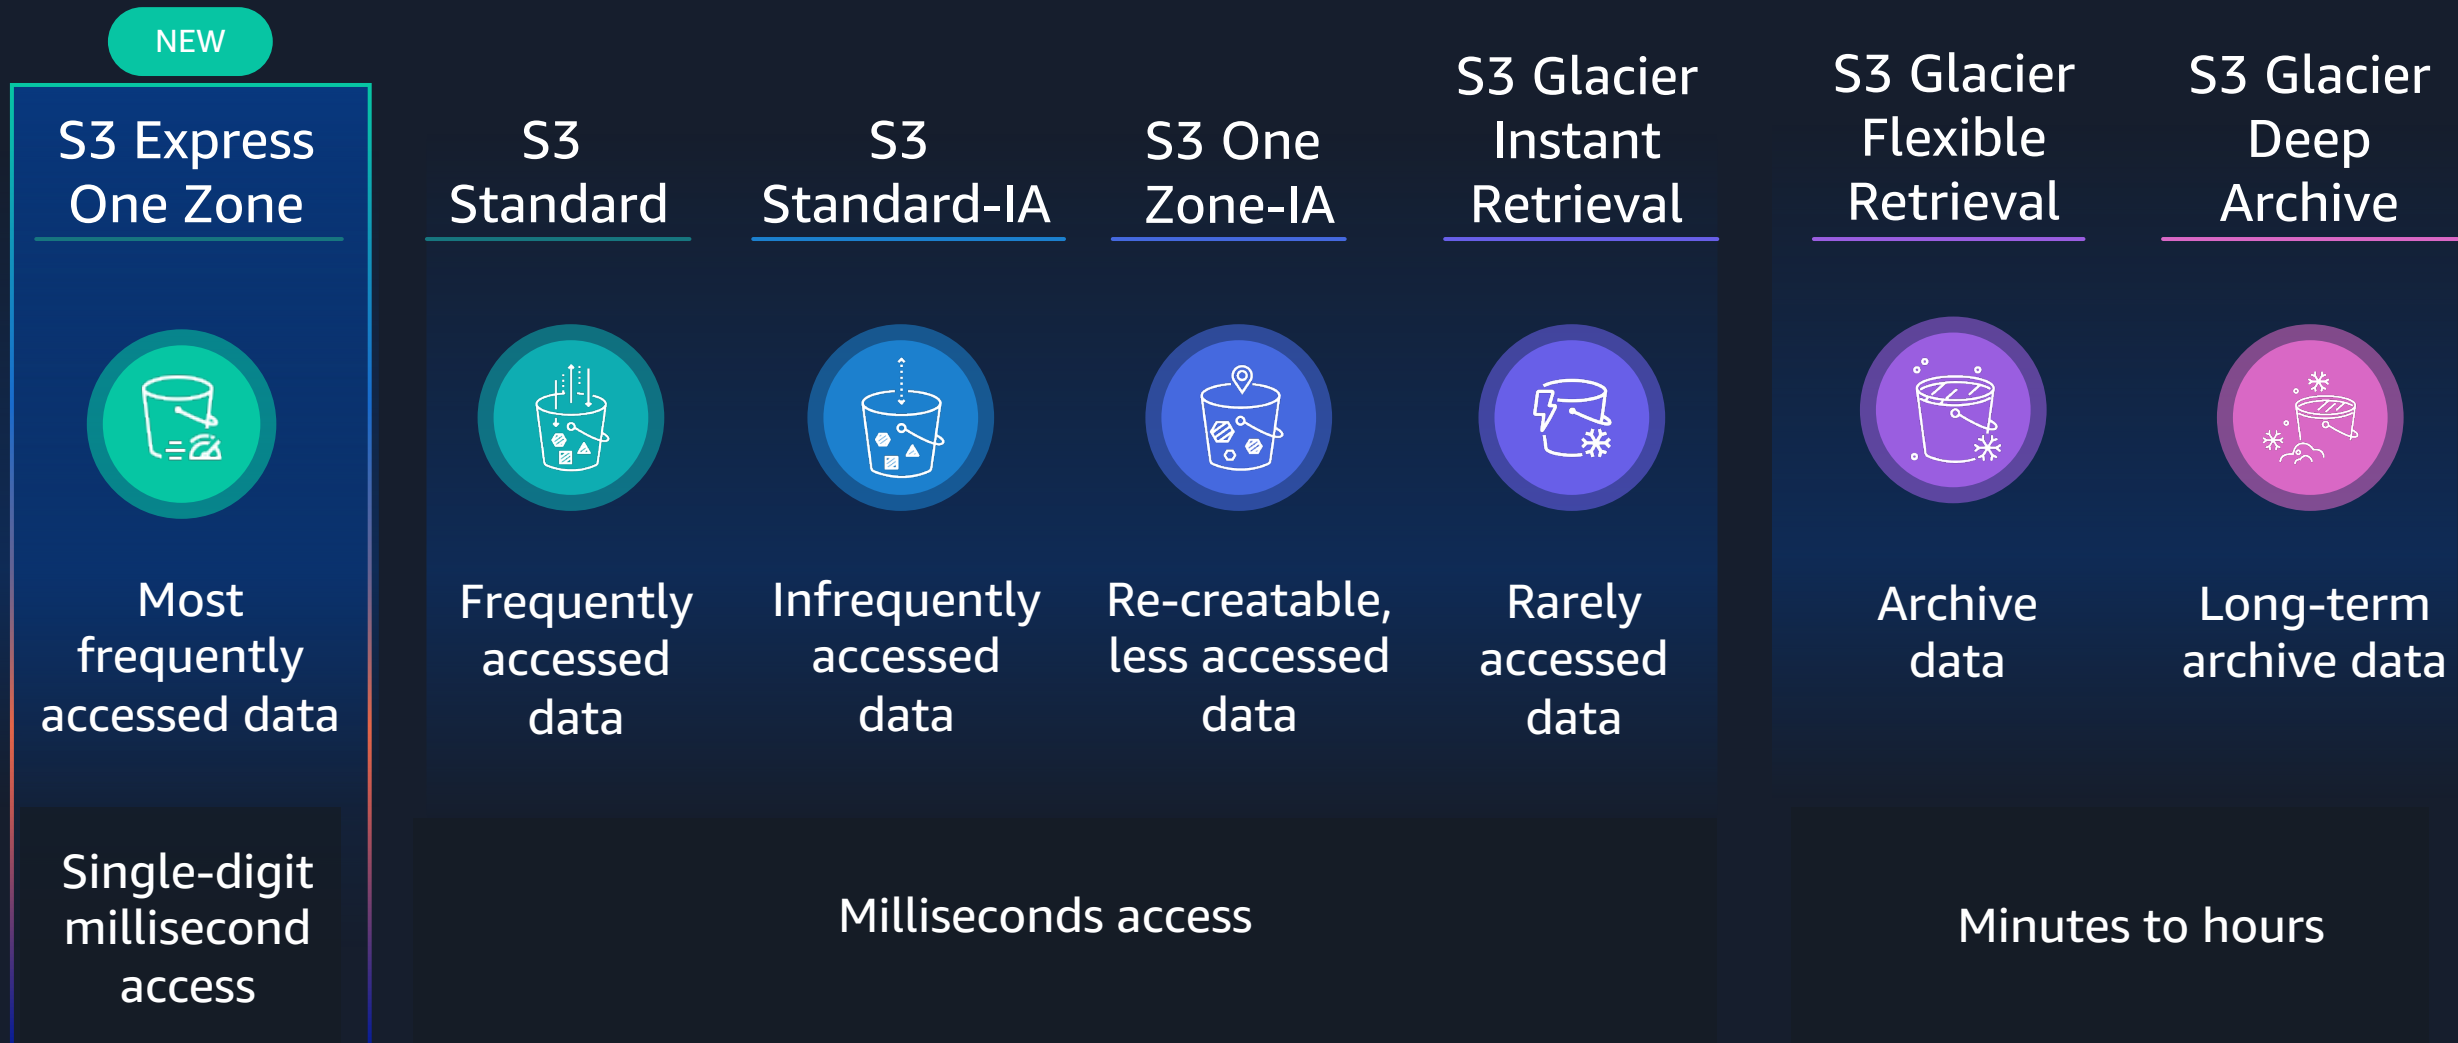 NEW
S3 Express
One Zone
Most
frequently
accessed data
Single-digit
millisecond
access
S3
Standard
Frequently
accessed
data
S3
Standard-IA
Infrequently
accessed
data
S3 One
Zone-IA
Re-creatable,
less accessed
data
S3 Glacier
Instant
Retrieval
Rarely
accessed
data
Milliseconds access
S3 Glacier
Flexible
Retrieval
Archive
data
S3 Glacier
Deep
Archive
Long-term
archive data
Minutes to hours